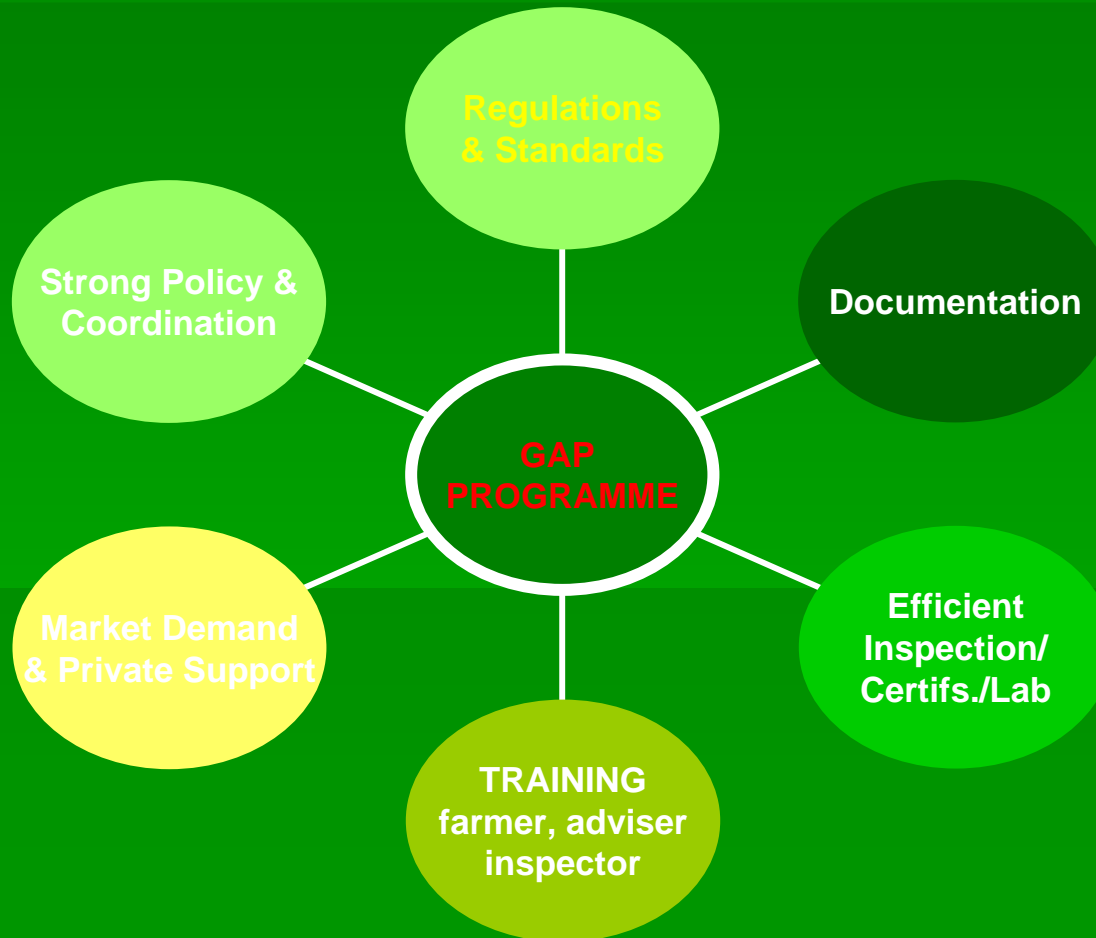 Regulations
& Standards
Strong Policy &
Coordination
Documentation
GAP
PROGRAMME
Market Demand
& Private Support
Efficient
Inspection/
Certifs./Lab
TRAINING
farmer, adviser
inspector